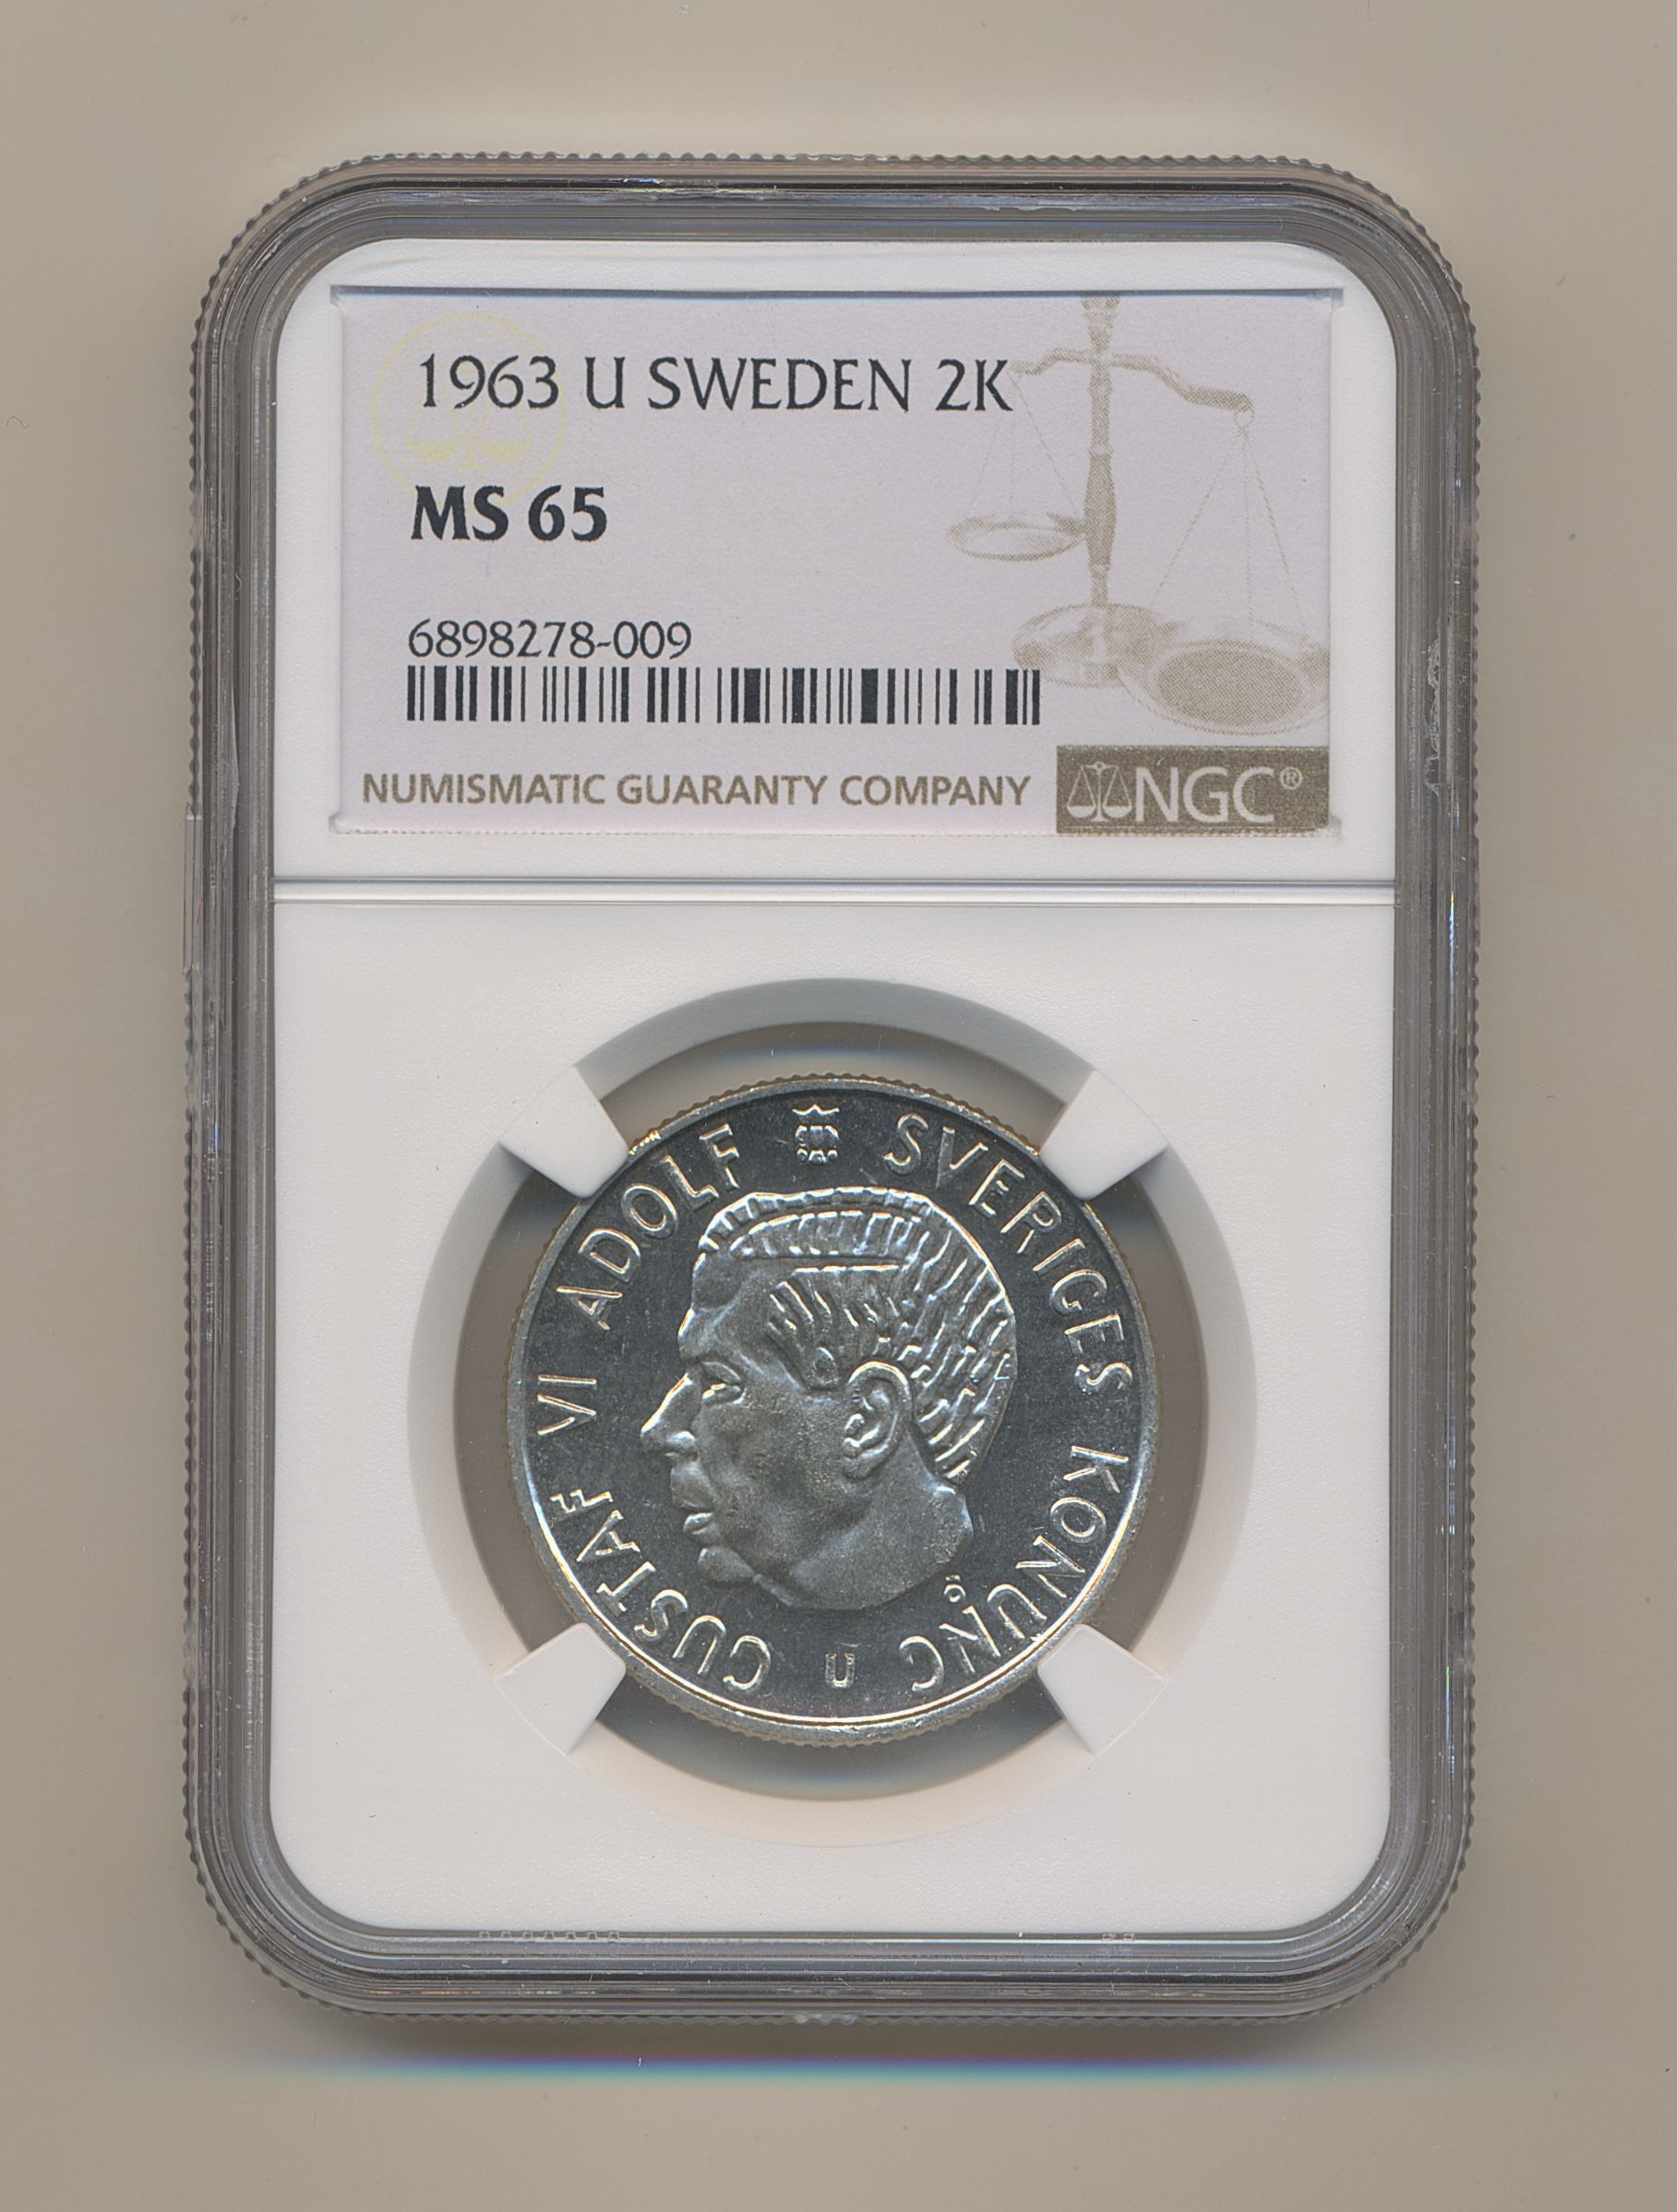 1963 U SWEDEN 2K
MS 65
6898278-009
NUMISMATIC GUARANTY COMPANY
NGC®
GUSTAF VI ADOLF SVERIGES KONUNG
U